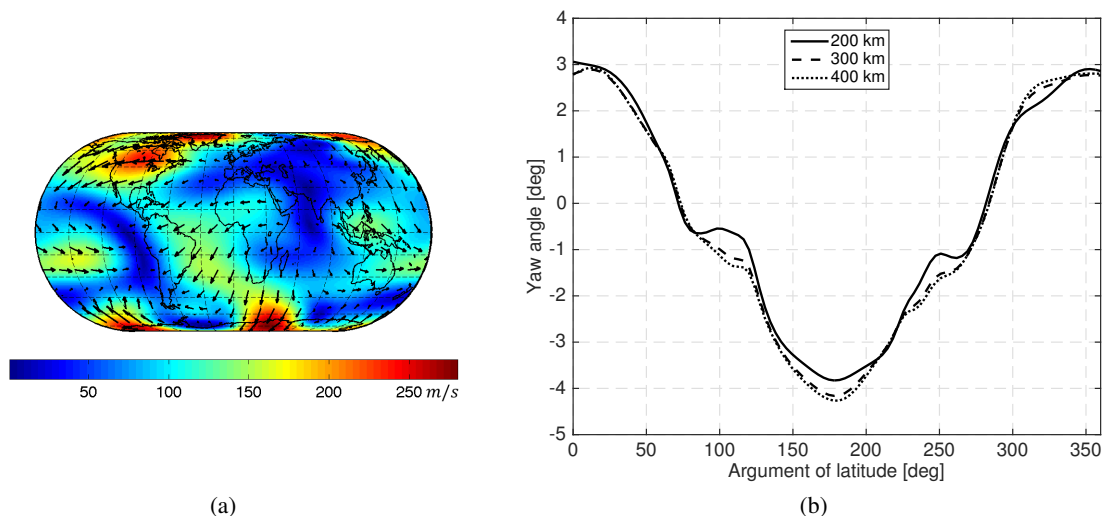 50 100 150 200 250 m/s
(a)
4
3
2
1
0
-1
-2
-3
-4
-5
Yaw angle [deg]
200 km
300 km
400 km
0 50 100 150 200 250 300 350
Argument of latitude [deg]
(b)